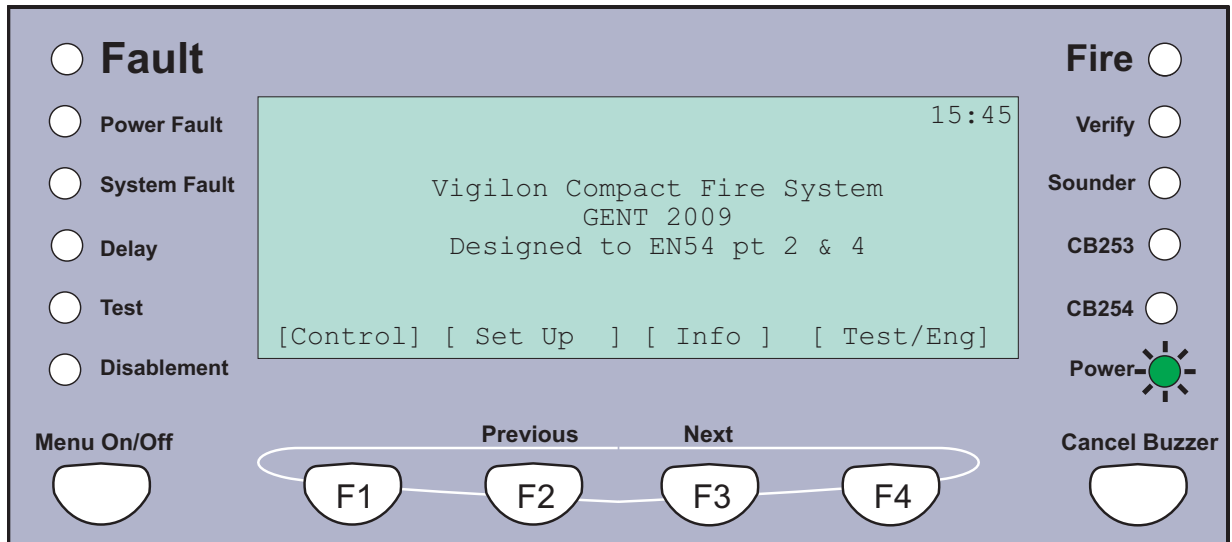 Fault
Power Fault
System Fault
Delay
Test
Disablement
15:45
Vigilon Compact Fire System
GENT 2009
Designed to EN54 pt 2 & 4
[Control] [ Set Up ] [ Info ] [ Test/Eng]
Fire
Verify
Sounder
CB253
CB254
Power
Menu On/Off
Previous
Next
Cancel Buzzer
F1
F2
F3
F4